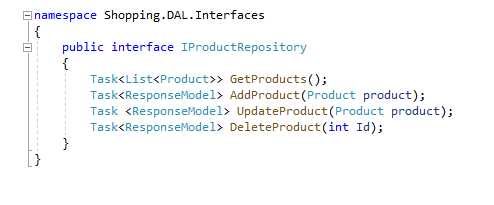 namespace Shopping.DAL.Interfaces
{
public interface IProductRepository
{
Task<List<Product>> GetProducts();
Task<ResponseModel> AddProduct(Product product);
Task <ResponseModel> UpdateProduct(Product product);
Task<ResponseModel> DeleteProduct(int Id);
}
}